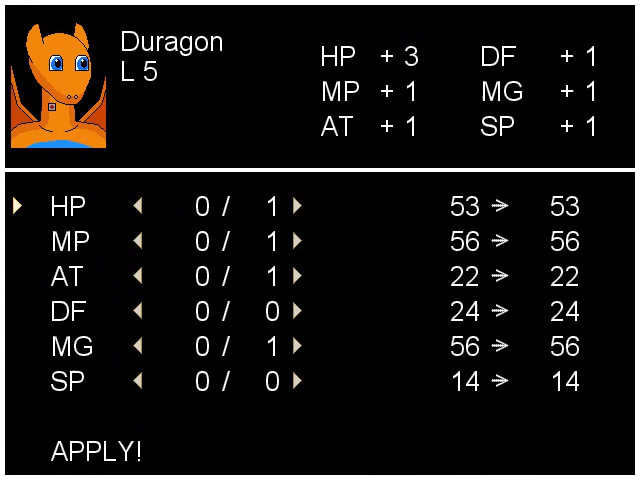 Duragon
L 5
HP + 3 DF + 1
MP + 1 MG + 1
AT + 1 SP + 1
HP 0 / 1 53 → 53
MP 0 / 1 56 → 56
AT 0 / 1 22 → 22
DF 0 / 0 24 → 24
MG 0 / 1 56 → 56
SP 0 / 0 14 → 14
APPLY!